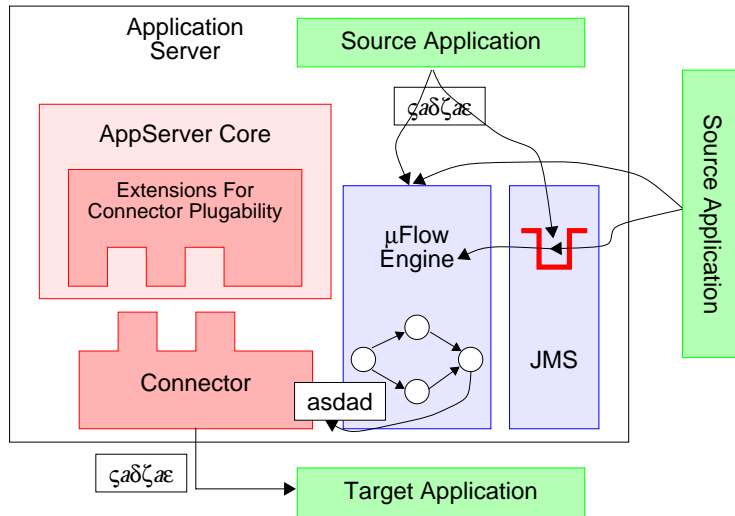 Application
Server
Source Application
ςaδζaε
AppServer Core
Extensions For
Connector Plugability
Source Application
μFlow
Engine
JMS
Connector
asdad
ςaδζaε
Target Application